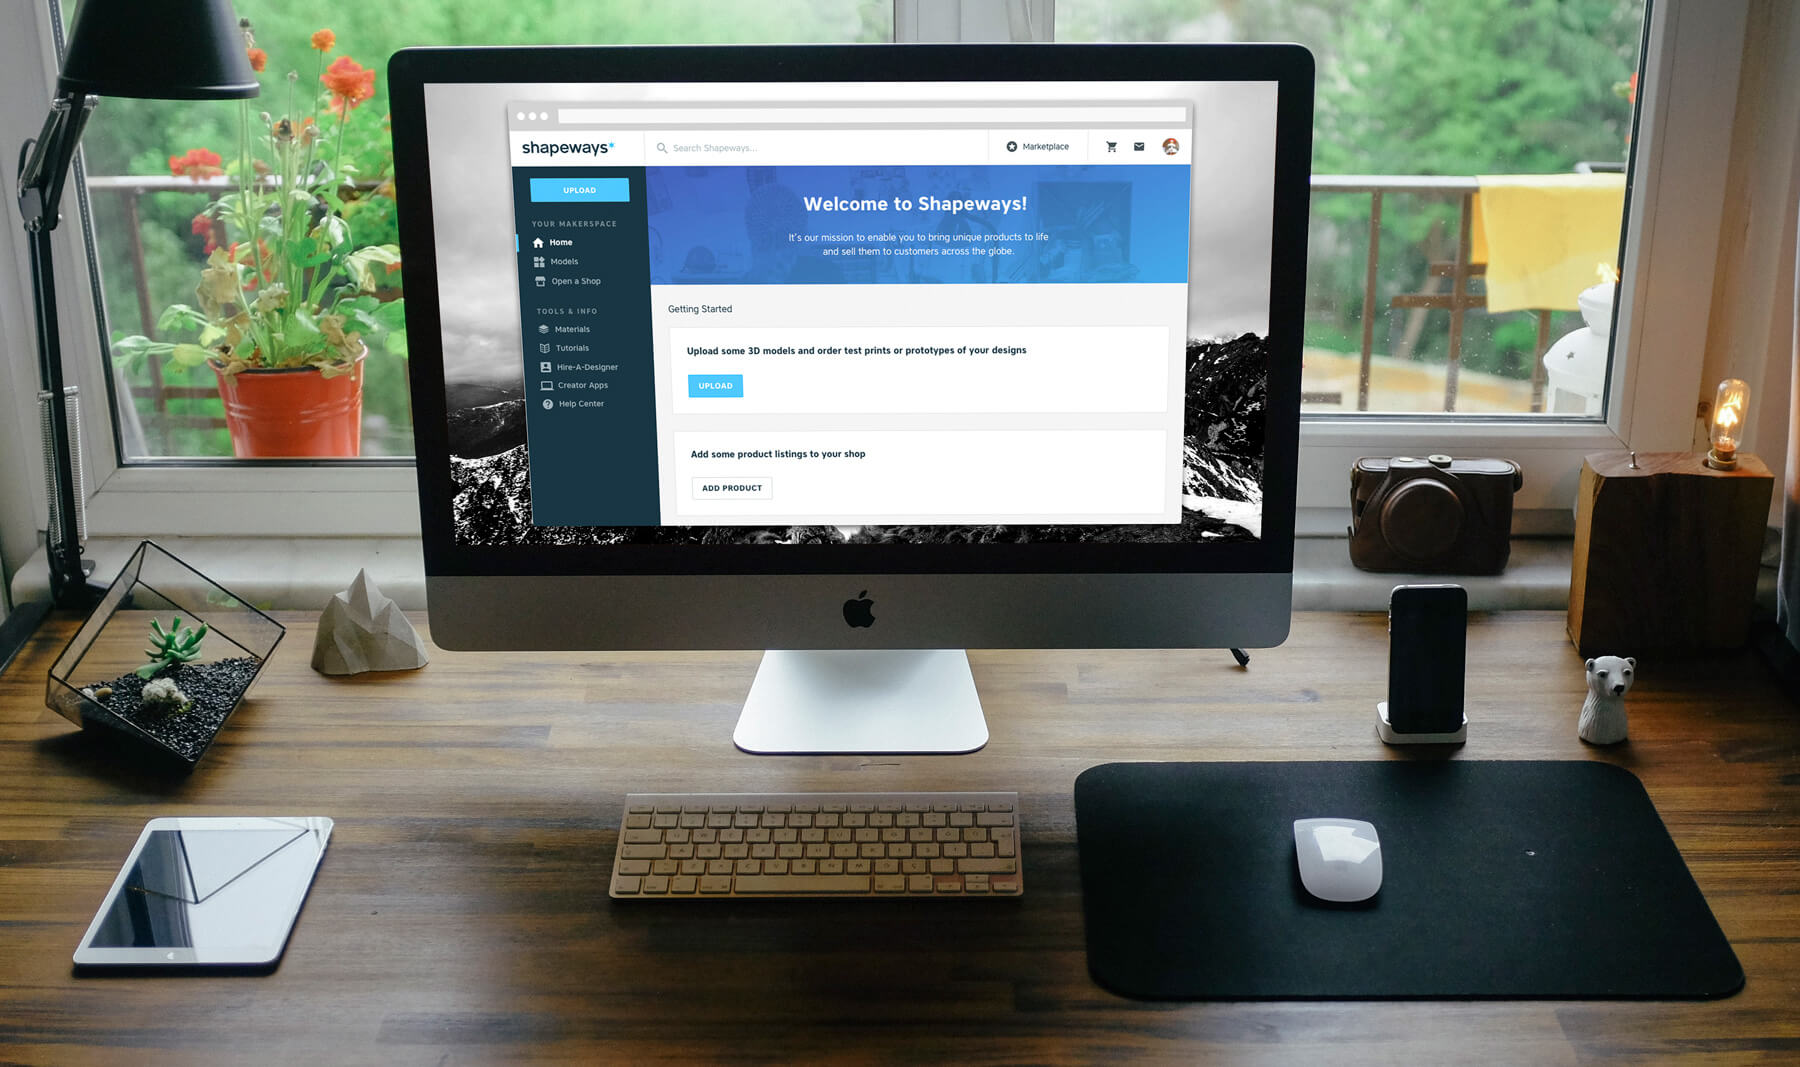 shapeways*
Search Shapeways...
Marketplace
UPLOAD
YOUR MAKERSPACE
Home
Models
Open a Shop
TOOLS & INFO
Materials
Tutorials
Hire-A-Designer
Creator Apps
Help Center
Welcome to Shapeways!
It's our mission to enable you to bring unique products to life
and sell them to customers across the globe.
Getting Started
Upload some 3D models and order test prints or prototypes of your designs
UPLOAD
Add some product listings to your shop
ADD PRODUCT